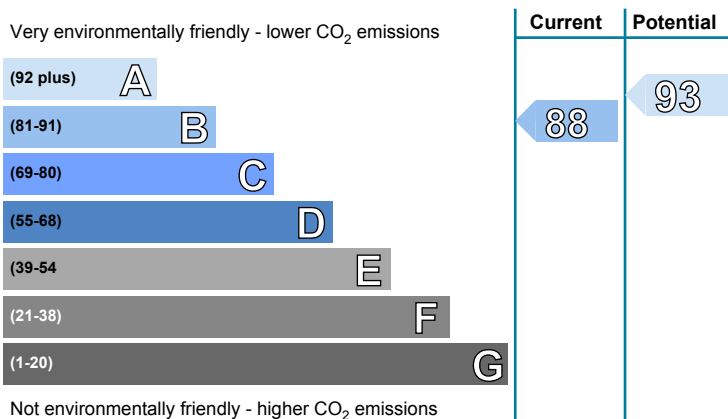 Current Potential
Very environmentally friendly - lower CO2 emissions
(92 plus) A 93
(81-91) B 88
(69-80) C
(55-68) D
(39-54 E
(21-38) F
(1-20) G
Not environmentally friendly - higher CO2 emissions